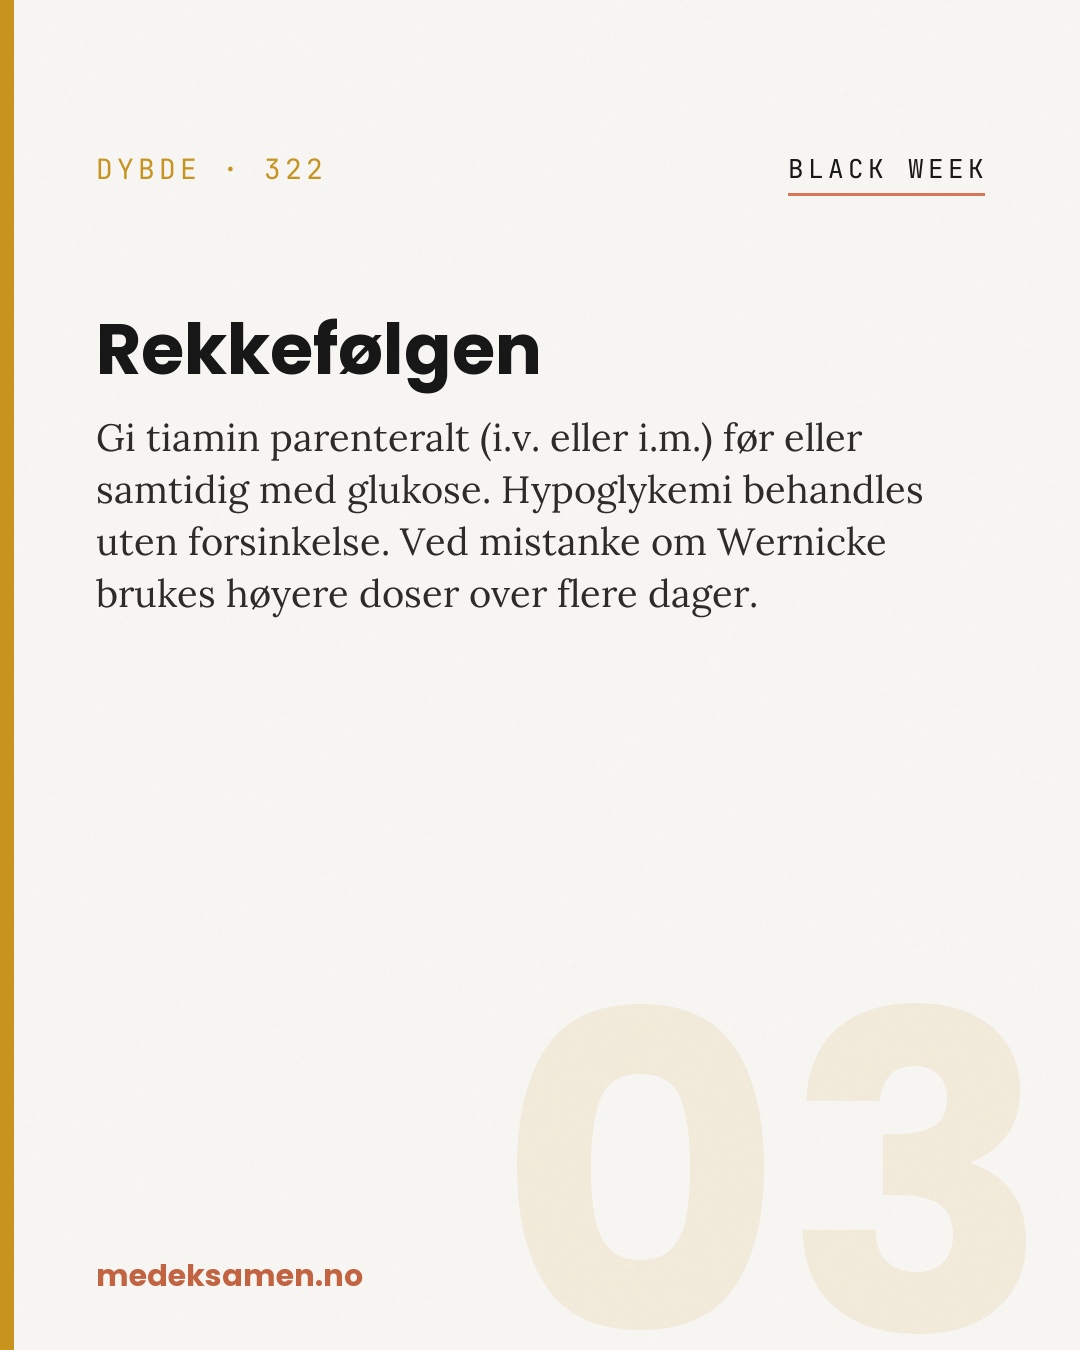 DYBDE · 322
BLACK WEEK
Rekkefølgen
Gi tiamin parenteralt (i.v. eller i.m.) før eller
samtidig med glukose. Hypoglykemi behandles
uten forsinkelse. Ved mistanke om Wernicke
brukes høyere doser over flere dager.
03
medeksamen.no